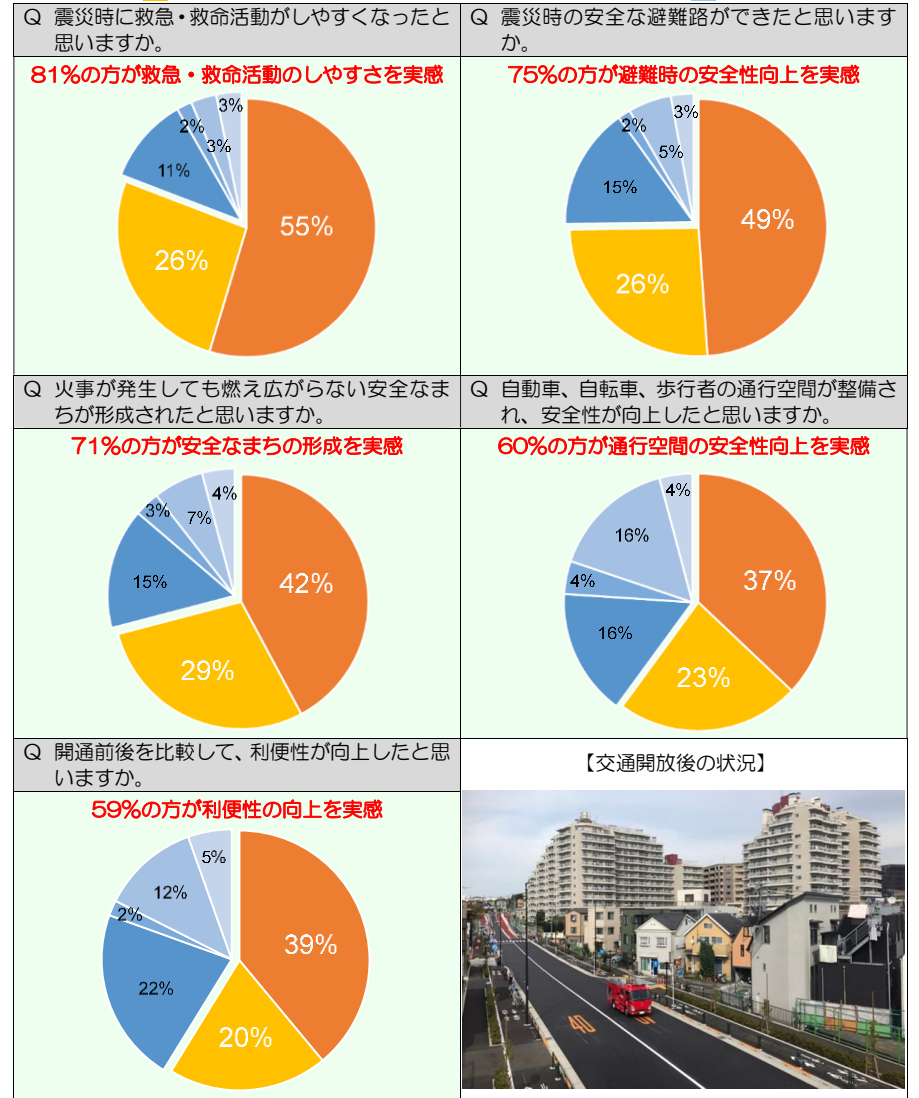 Q 震災時に救急・救命活動がしやすくなったと
思いますか。
81%の方が救急・救命活動のしやすさを実感
3%
2%
3%
11%
55%
26%
Q 震災時の安全な避難路ができたと思います
か。
75%の方が避難時の安全性向上を実感
3%
2%
5%
15%
49%
26%
Q 火事が発生しても燃え広がらない安全なま
ちが形成されたと思いますか。
71%の方が安全なまちの形成を実感
4%
3%
7%
15%
42%
29%
Q 自動車、自転車、歩行者の通行空間が整備さ
れ、安全性が向上したと思いますか。
60%の方が通行空間の安全性向上を実感
4%
16%
4%
37%
16%
23%
Q 開通前後を比較して、利便性が向上したと思
いますか。
59%の方が利便性の向上を実感
5%
12%
2%
39%
22%
20%
【交通開放後の状況】
40